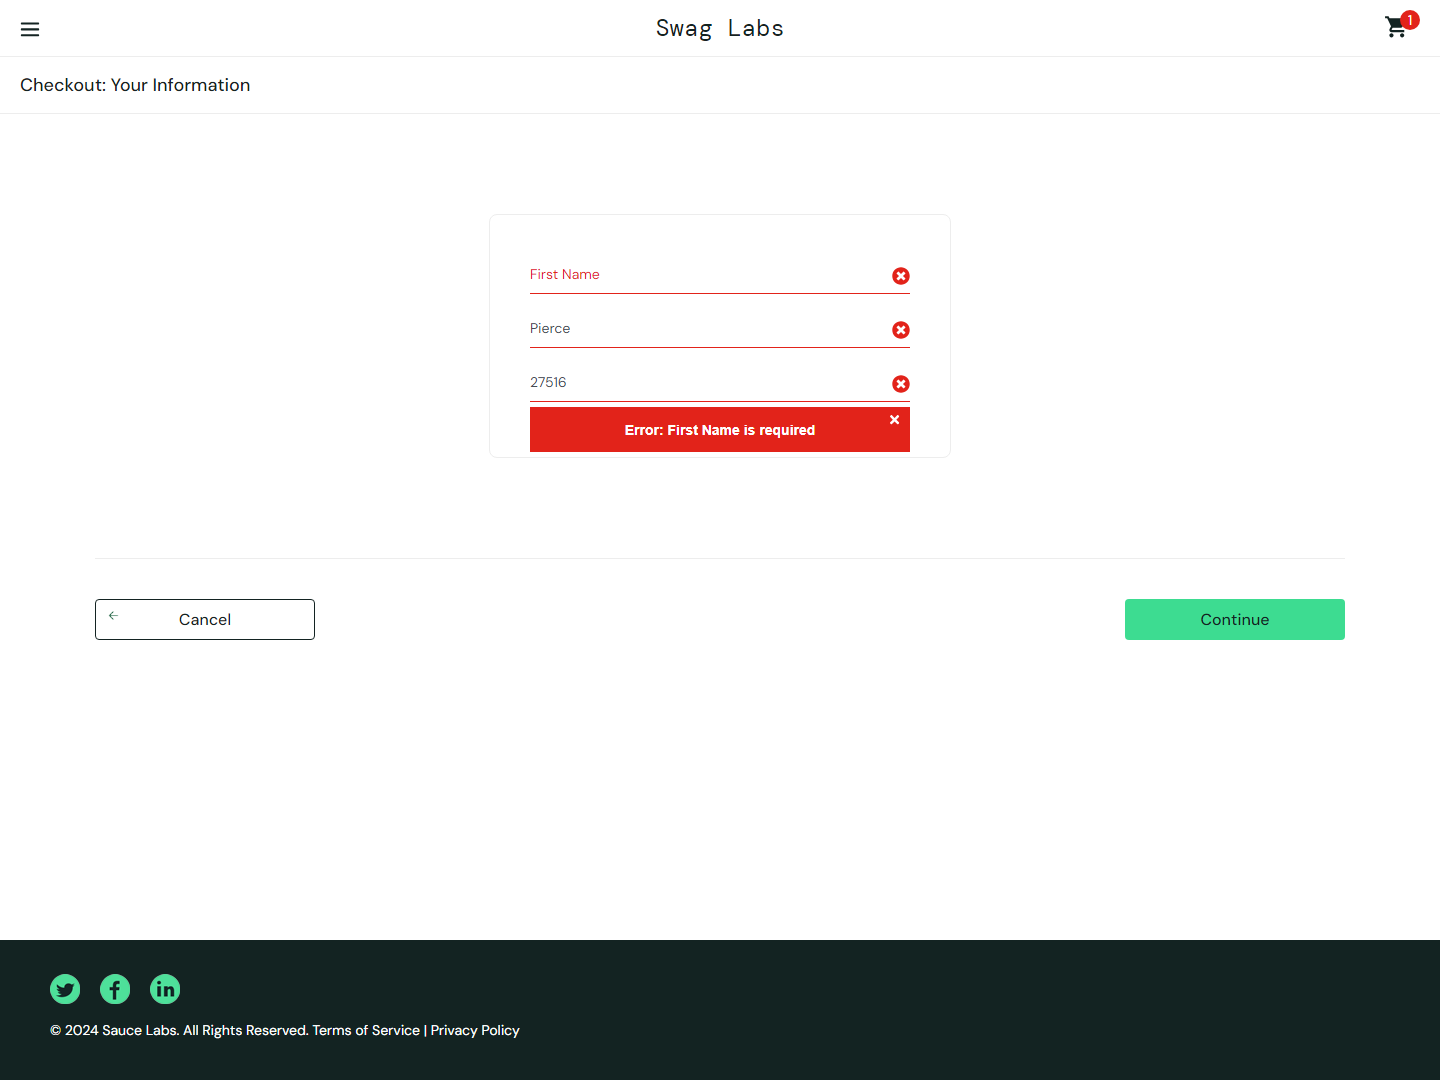 Swag Labs
1
Checkout: Your Information
First Name
Pierce
27516
Error: First Name is required
Cancel
Continue
© 2024 Sauce Labs. All Rights Reserved. Terms of Service | Privacy Policy